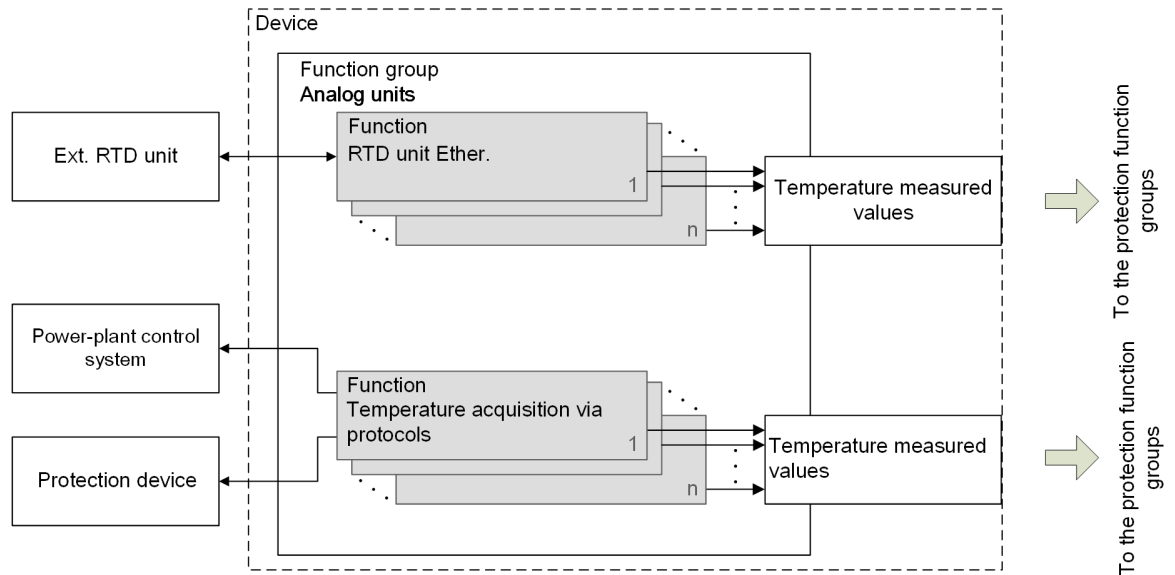 Device
Function group
Analog units
Ext. RTD unit
Function
RTD unit Ether.
1
n
Temperature measured
values
To the protection function
groups
Power-plant control
system
Protection device
Function
Temperature acquisition via
protocols
1
n
Temperature measured
values
To the protection function
groups